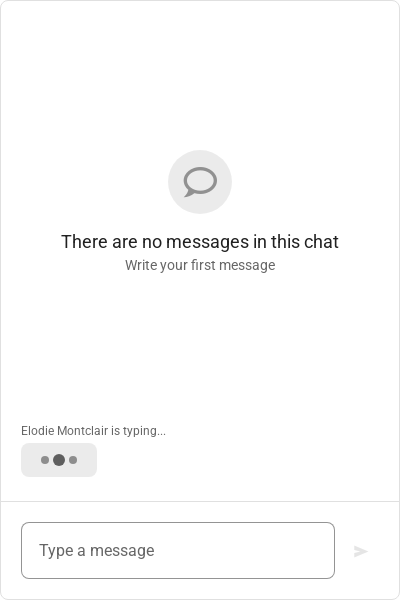 There are no messages in this chat
Write your first message
Elodie Montclair is typing...
Type a message